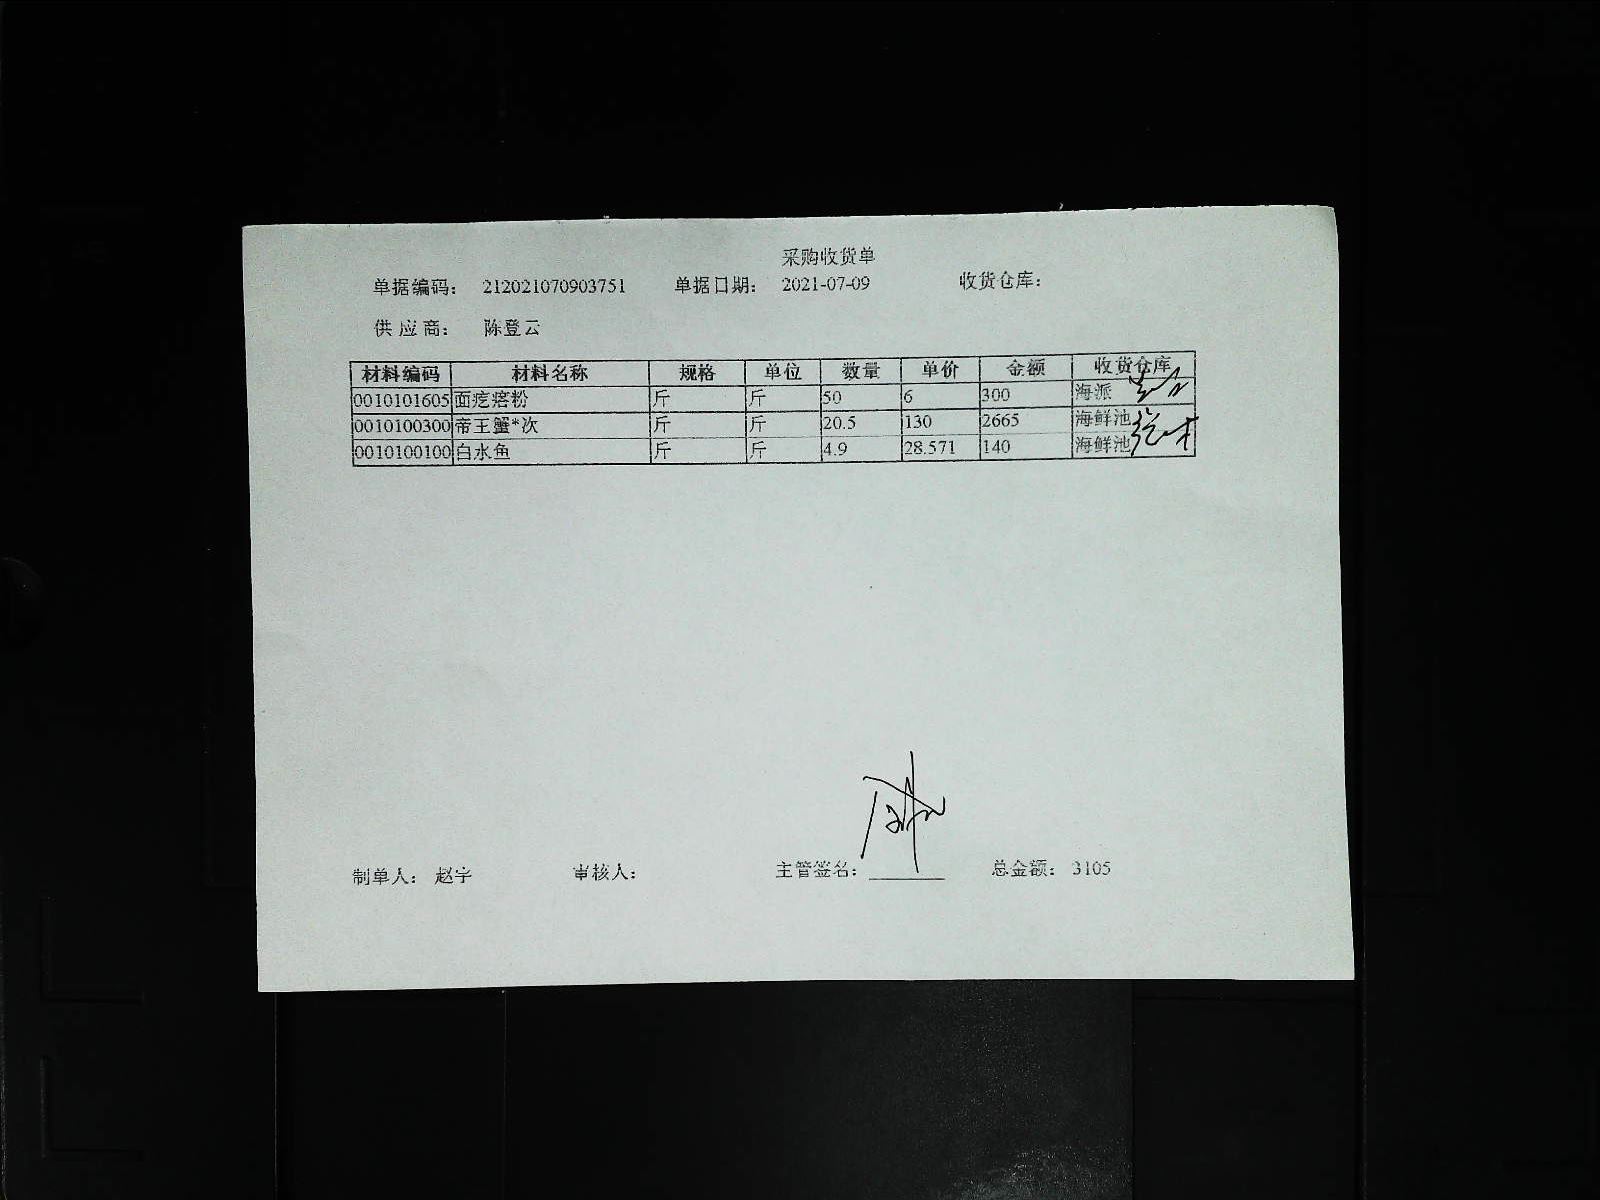 采购收货单
单据编码： 212021070903751 单据日期： 2021-07-09 收货仓库：
供 应 商： 陈登云
材料编码 材料名称 规格 单位 数量 单价 金额 收货仓库
0010101605 面疙瘩粉 斤 斤 50 6 300 海派
0010100300 帝王蟹*次 斤 斤 20.5 130 2665 海鲜池
0010100100 白水鱼 斤 斤 4.9 28.571 140 海鲜池
制单人： 赵宇 审核人： 主管签名： 总金额： 3105